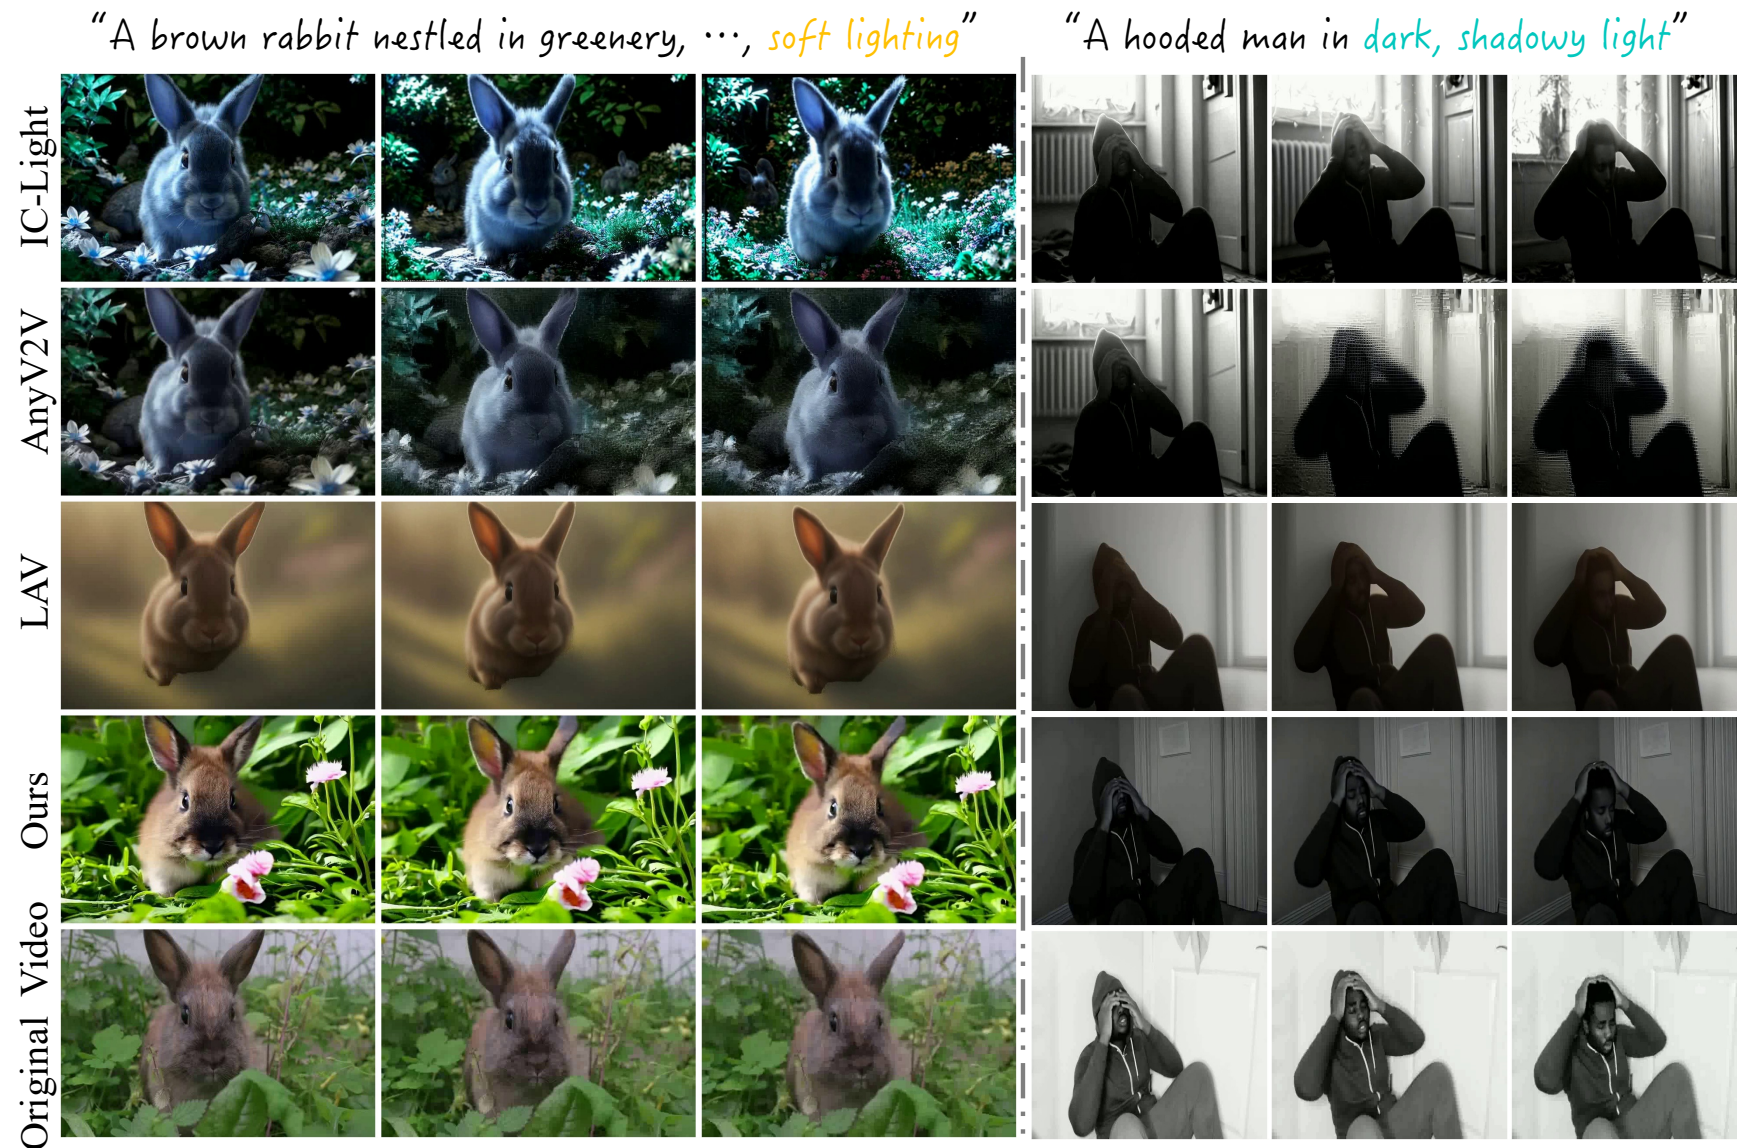 “A brown rabbit nestled in greenery, ..., soft lighting”
“A hooded man in dark, shadowy light”
IC-Light
AnyV2V
LAV
Ours
Original Video